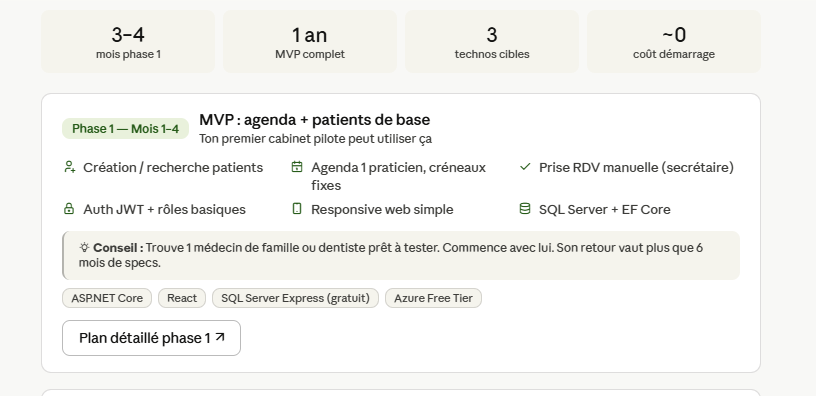 3–4
mois phase 1
1 an
MVP complet
3
technos cibles
~0
coût démarrage
Phase 1 — Mois 1–4
MVP : agenda + patients de base
Ton premier cabinet pilote peut utiliser ça
Création / recherche patients
Agenda 1 praticien, créneaux
fixes
Prise RDV manuelle (secrétaire)
Auth JWT + rôles basiques
Responsive web simple
SQL Server + EF Core
Conseil : Trouve 1 médecin de famille ou dentiste prêt à tester. Commence avec lui. Son retour vaut plus que 6
mois de specs.
ASP.NET Core
React
SQL Server Express (gratuit)
Azure Free Tier
Plan détaillé phase 1 ↗